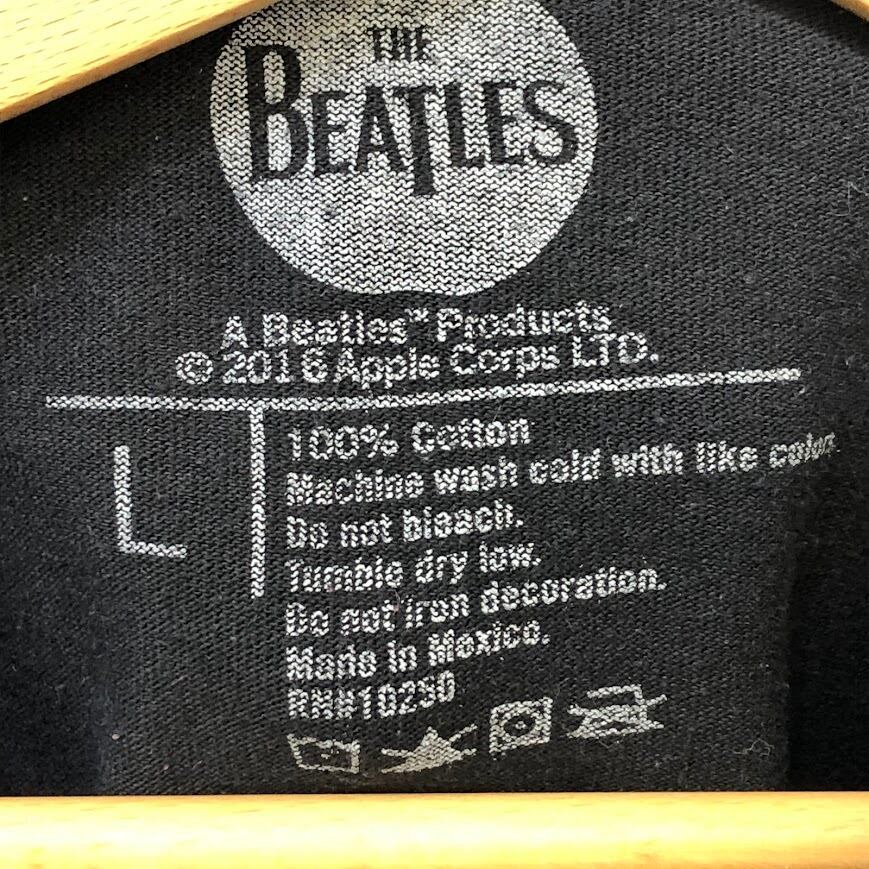 THE
BEATLES
A Beatles™ Products
© 2016 Apple Corps LTD.
L
100% Cotton
Machine wash cold with like color
Do not bleach.
Tumble dry low.
Do not iron decoration.
Made in Mexico.
RN#10250